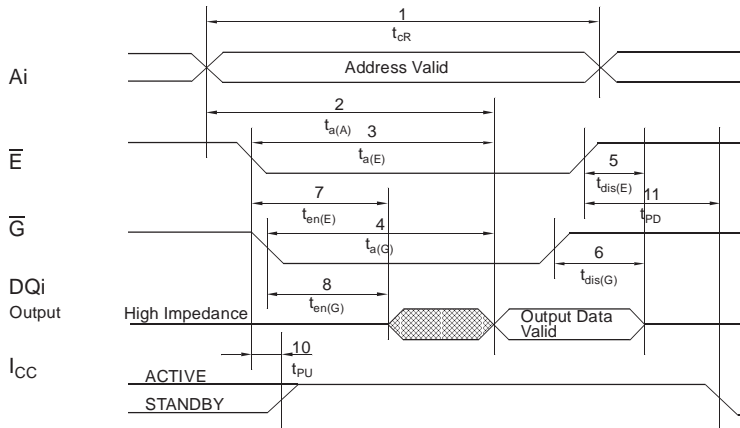 1
tcR
Ai
Address Valid
2
ta(A)
3
E
ta(E)
5
tdis(E)
7
11
ten(E)
tPD
G
4
ta(G)
6
tdis(G)
DQi
8
Output
High Impedance
ten(G)
Output Data
Valid
10
ICC
ACTIVE
tPU
STANDBY